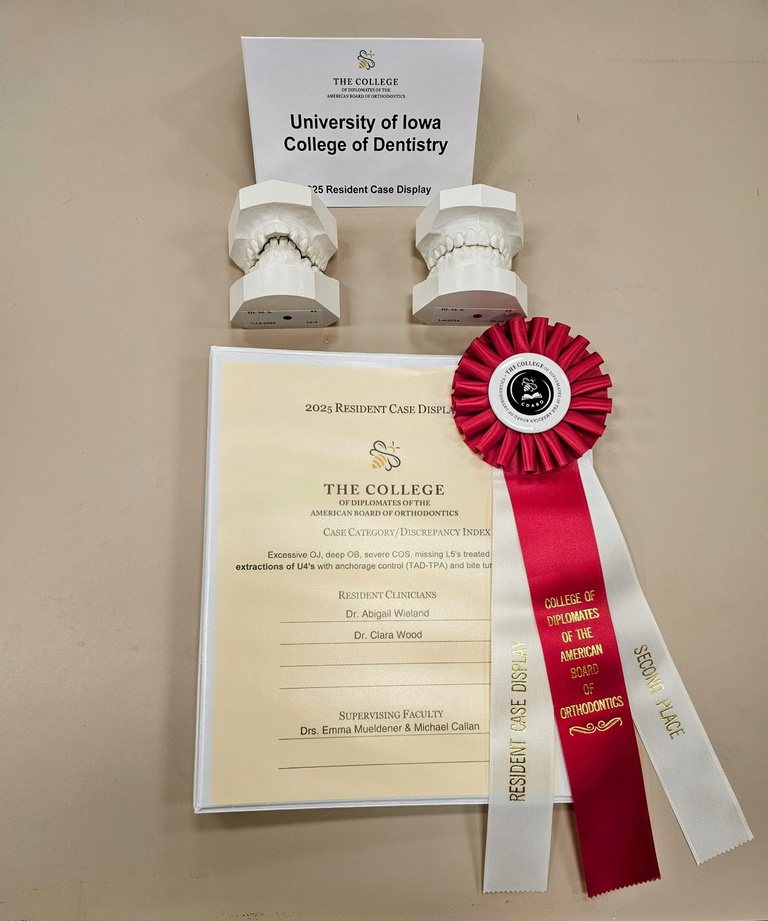 THE COLLEGE
OF DIPLOMATES OF THE
AMERICAN BOARD OF ORTHODONTICS
University of Iowa
College of Dentistry
25 Resident Case Display
2025 RESIDENT CASE DISPLA
THE COLLEGE
OF DIPLOMATES OF THE
AMERICAN BOARD OF ORTHODONTICS
CASE CATEGORY/DISCREPANCY INDEX
Excessive OJ, deep OB, severe COS, missing L5's treated
extractions of U4's with anchorage control (TAD-TPA) and bite tur
RESIDENT CLINICIANS
Dr. Abigail Wieland
Dr. Clara Wood
SUPERVISING FACULTY
Drs. Emma Mueldener & Michael Callan
THE COLLEGE OF DIPLOMATES OF THE AMERICAN BOARD OF ORTHODONTICS
CDABO
RESIDENT CASE DISPLAY
COLLEGE OF
DIPLOMATES
OF THE
AMERICAN
BOARD
OF
ORTHODONTICS
SECOND PLACE